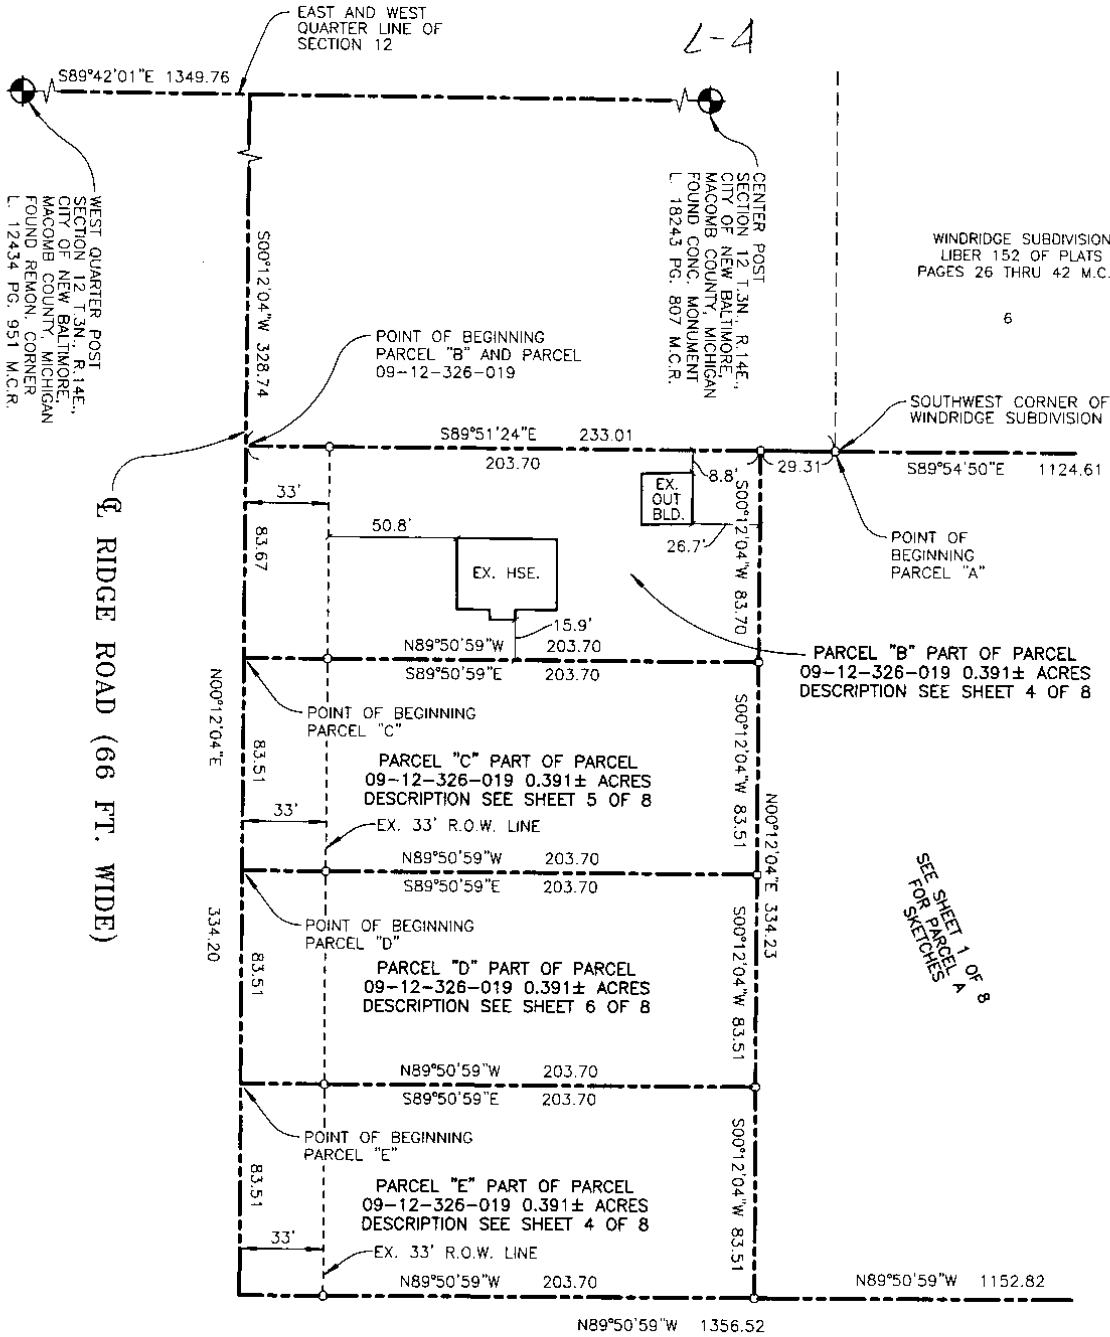 EAST AND WEST
QUARTER LINE OF
SECTION 12
L-4
S89°42'01"E 1349.76
WEST QUARTER POST
SECTION 12 T.3N., R.14E.,
CITY OF NEW BALTIMORE,
MACOMB COUNTY, MICHIGAN
FOUND REMON. CORNER
L. 12434 PG. 951 M.C.R.
S00°12'04"W 328.74
CENTER POST
SECTION 12 T.3N., R.14E.,
CITY OF NEW BALTIMORE,
MACOMB COUNTY, MICHIGAN
FOUND CONC. MONUMENT
L. 18243 PG. 807 M.C.R.
WINDRIDGE SUBDIVISION
LIBER 152 OF PLATS
PAGES 26 THRU 42 M.C.
6
POINT OF BEGINNING
PARCEL "B" AND PARCEL
09-12-326-019
SOUTHWEST CORNER OF
WINDRIDGE SUBDIVISION
S89°51'24"E 233.01
203.70
29.31
S89°54'50"E 1124.61
33'
8.8'
EX.
OUT
BLD.
50.8'
26.7'
83.67
EX. HSE.
S00°12'04"W 83.70
POINT OF
BEGINNING
PARCEL "A"
15.9'
N89°50'59"W 203.70
S89°50'59"E 203.70
PARCEL "B" PART OF PARCEL
09-12-326-019 0.391± ACRES
DESCRIPTION SEE SHEET 4 OF 8
℄ RIDGE ROAD (66 FT. WIDE)
N00°12'04"E 334.20
POINT OF BEGINNING
PARCEL "C"
83.51
PARCEL "C" PART OF PARCEL
09-12-326-019 0.391± ACRES
DESCRIPTION SEE SHEET 5 OF 8
S00°12'04"W 83.51
N00°12'04"E 334.23
33'
EX. 33' R.O.W. LINE
N89°50'59"W 203.70
S89°50'59"E 203.70
SEE SHEET 1 OF 8
FOR PARCEL A
SKETCHES
POINT OF BEGINNING
PARCEL "D"
83.51
PARCEL "D" PART OF PARCEL
09-12-326-019 0.391± ACRES
DESCRIPTION SEE SHEET 6 OF 8
S00°12'04"W 83.51
N89°50'59"W 203.70
S89°50'59"E 203.70
POINT OF BEGINNING
PARCEL "E"
83.51
PARCEL "E" PART OF PARCEL
09-12-326-019 0.391± ACRES
DESCRIPTION SEE SHEET 4 OF 8
S00°12'04"W 83.51
33'
EX. 33' R.O.W. LINE
N89°50'59"W 203.70
N89°50'59"W 1152.82
N89°50'59"W 1356.52